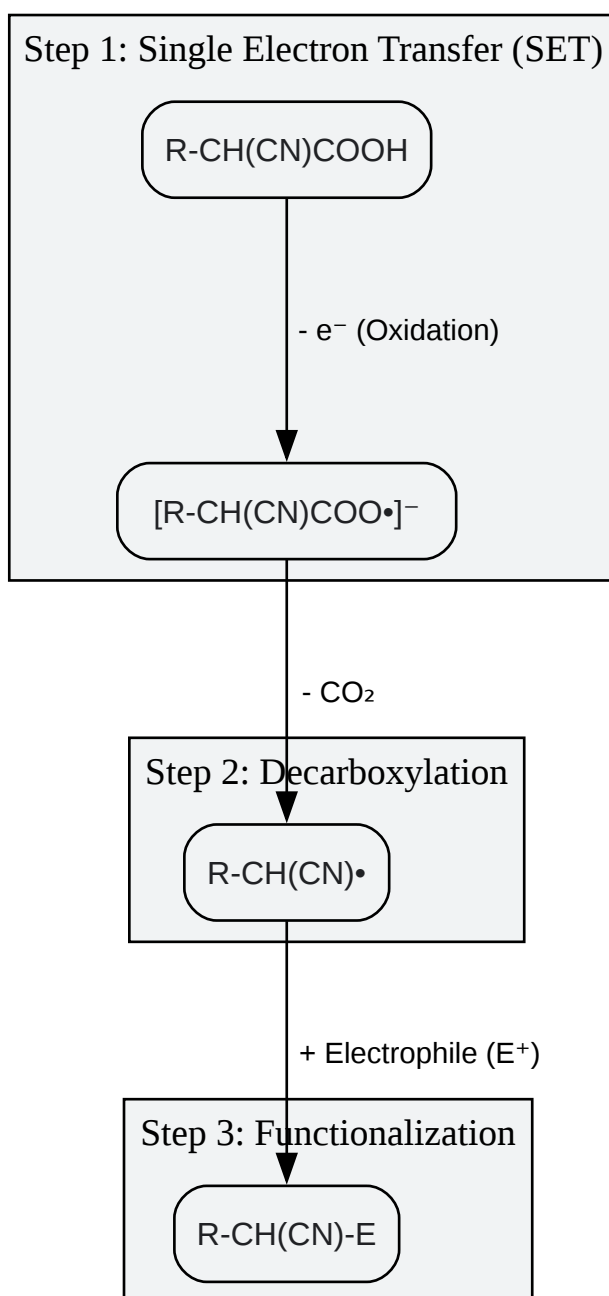 Step 1: Single Electron Transfer (SET)
R-CH(CN)COOH
- e⁻ (Oxidation)
[R-CH(CN)COO•]⁻
- CO₂
Step 2: Decarboxylation
R-CH(CN)•
+ Electrophile (E⁺)
Step 3: Functionalization
R-CH(CN)-E